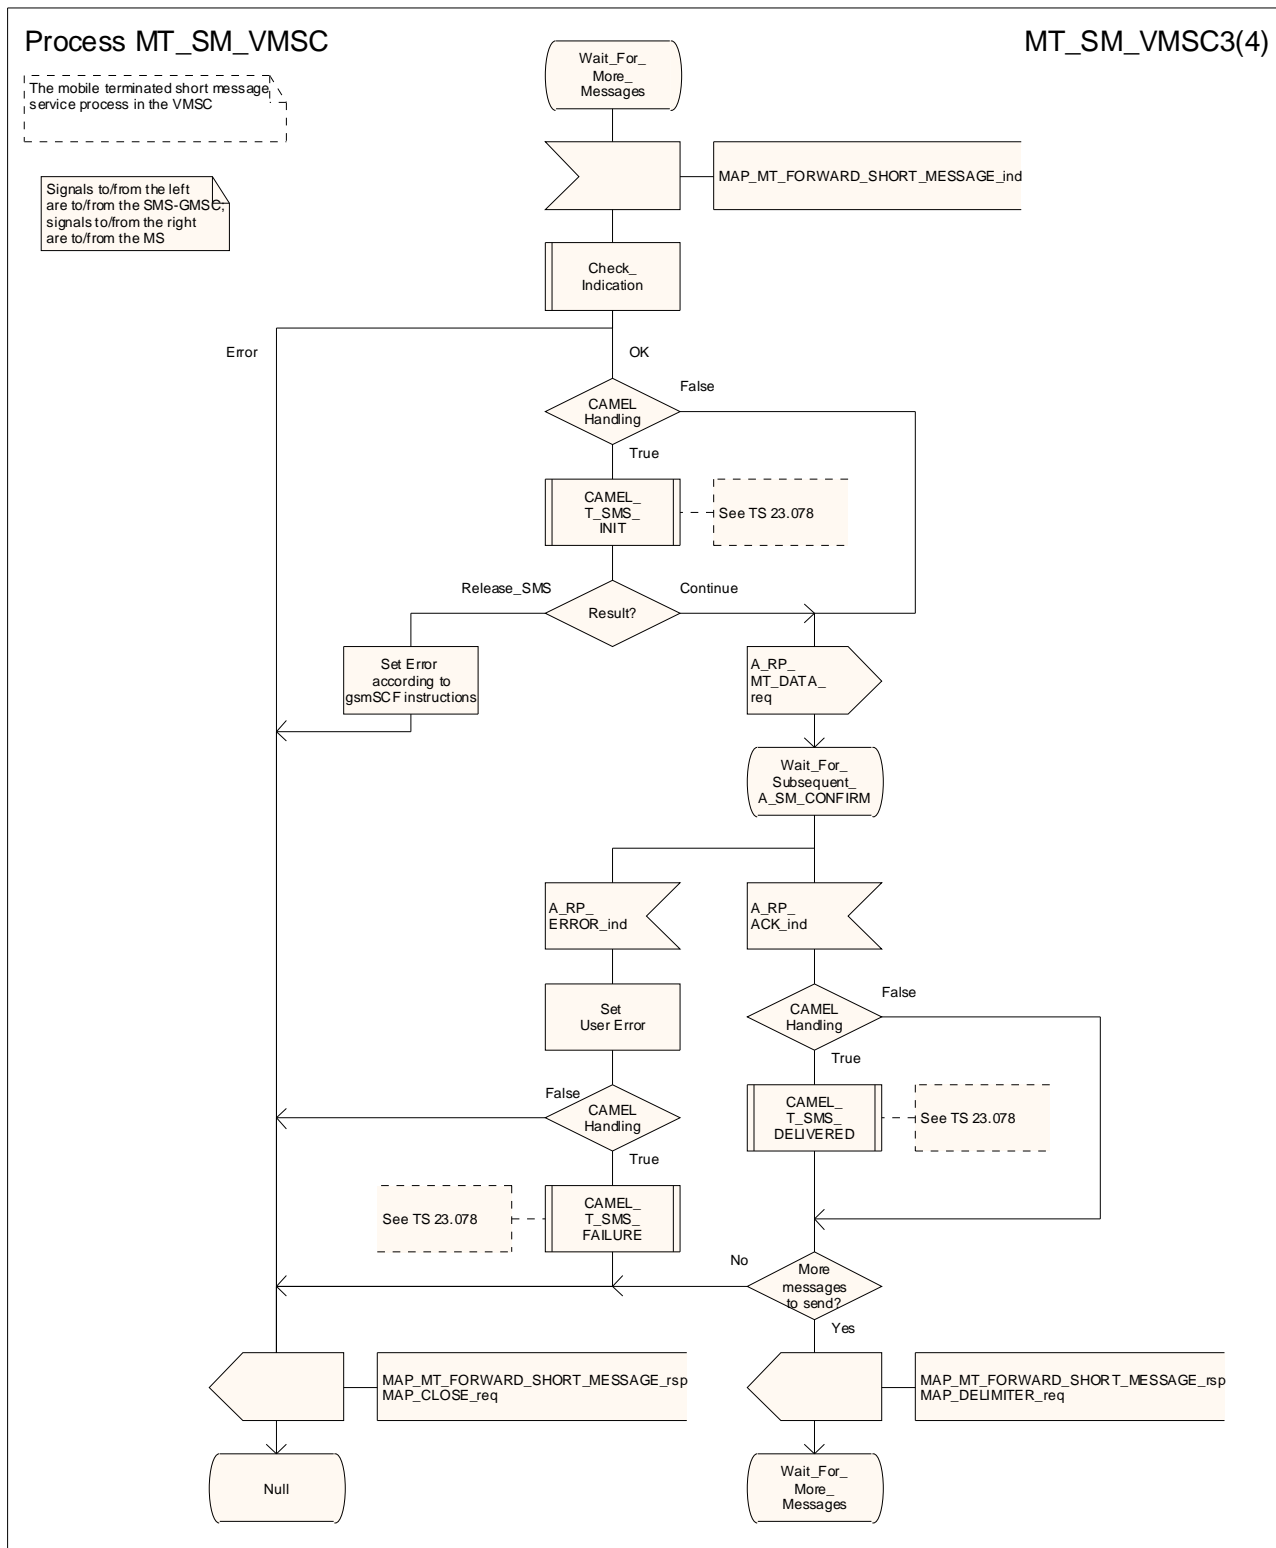 Process MT_SM_VMSC
MT_SM_VMSC3(4)
The mobile terminated short message
service process in the VMSC
Signals to/from the left
are to/from the SMS-GMSC;
signals to/from the right
are to/from the MS
Wait_For_
More_
Messages
MAP_MT_FORWARD_SHORT_MESSAGE_ind
Check_
Indication
Error
OK
CAMEL
Handling
False
True
CAMEL_
T_SMS_
INIT
See TS 23.078
Release_SMS
Result?
Continue
Set Error
according to
gsmSCF instructions
A_RP_
MT_DATA_
req
Wait_For_
Subsequent_
A_SM_CONFIRM
A_RP_
ERROR_ind
A_RP_
ACK_ind
Set
User Error
CAMEL
Handling
False
True
False
CAMEL
Handling
True
CAMEL_
T_SMS_
DELIVERED
See TS 23.078
See TS 23.078
CAMEL_
T_SMS_
FAILURE
No
More
messages
to send?
Yes
MAP_MT_FORWARD_SHORT_MESSAGE_rsp
MAP_CLOSE_req
MAP_MT_FORWARD_SHORT_MESSAGE_rsp
MAP_DELIMITER_req
Null
Wait_For_
More_
Messages